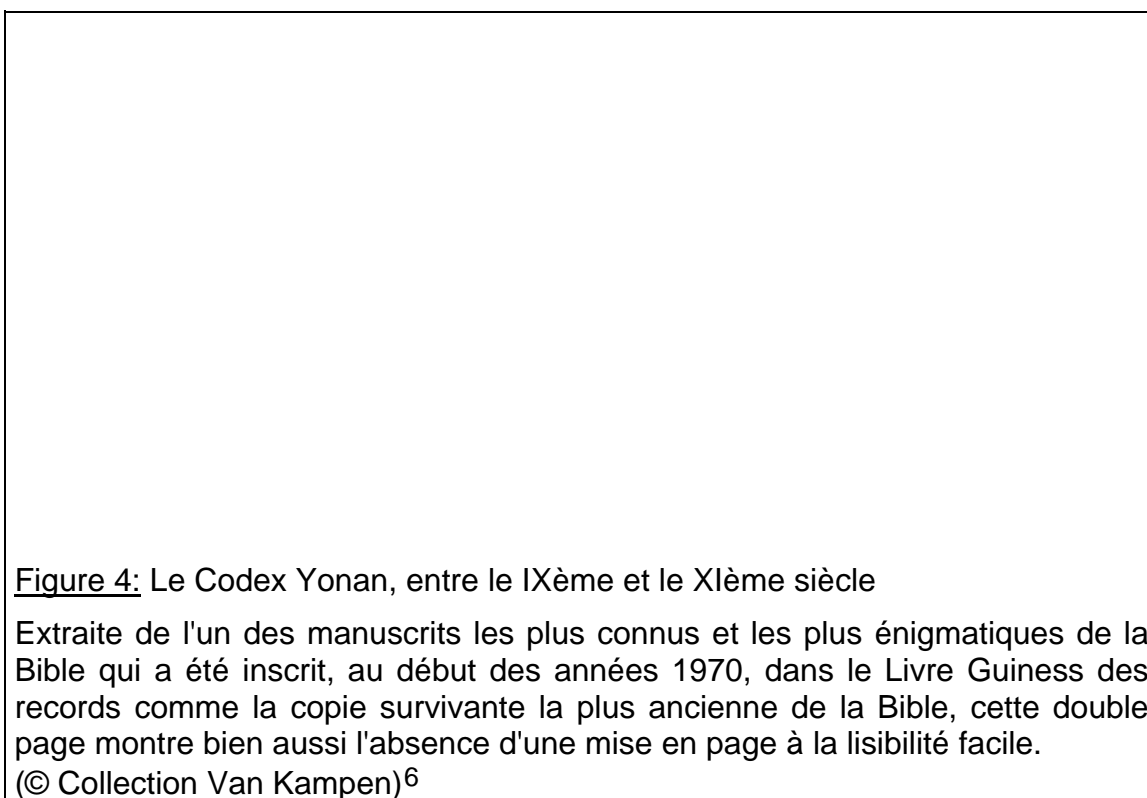 Figure 4: Le Codex Yonan, entre le IXème et le XIème siècle
Extraite de l'un des manuscrits les plus connus et les plus énigmatiques de la
Bible qui a été inscrit, au début des années 1970, dans le Livre Guiness des
records comme la copie survivante la plus ancienne de la Bible, cette double
page montre bien aussi l'absence d'une mise en page à la lisibilité facile.
(© Collection Van Kampen)6